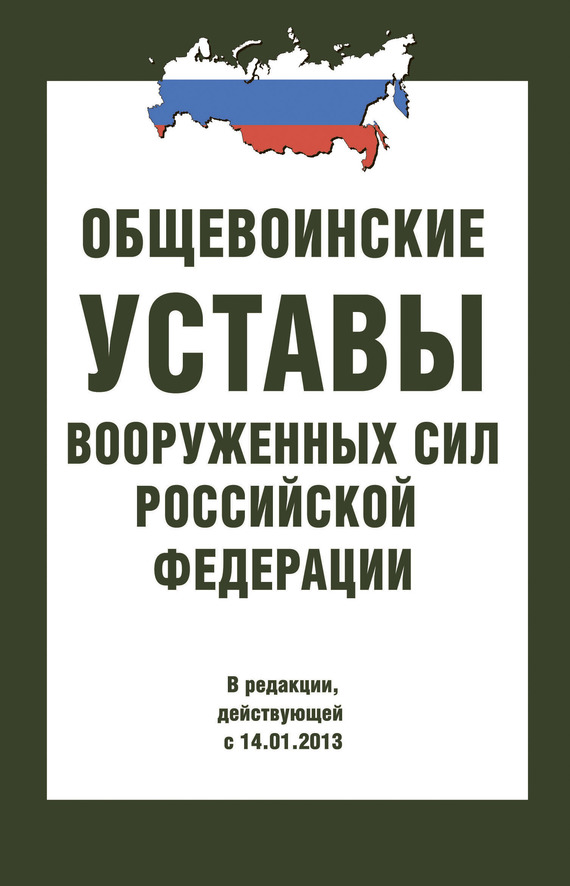 ОБЩЕВОИНСКИЕ
УСТАВЫ
ВООРУЖЕННЫХ СИЛ
РОССИЙСКОЙ
ФЕДЕРАЦИИ
В редакции,
действующей
с 14.01.2013